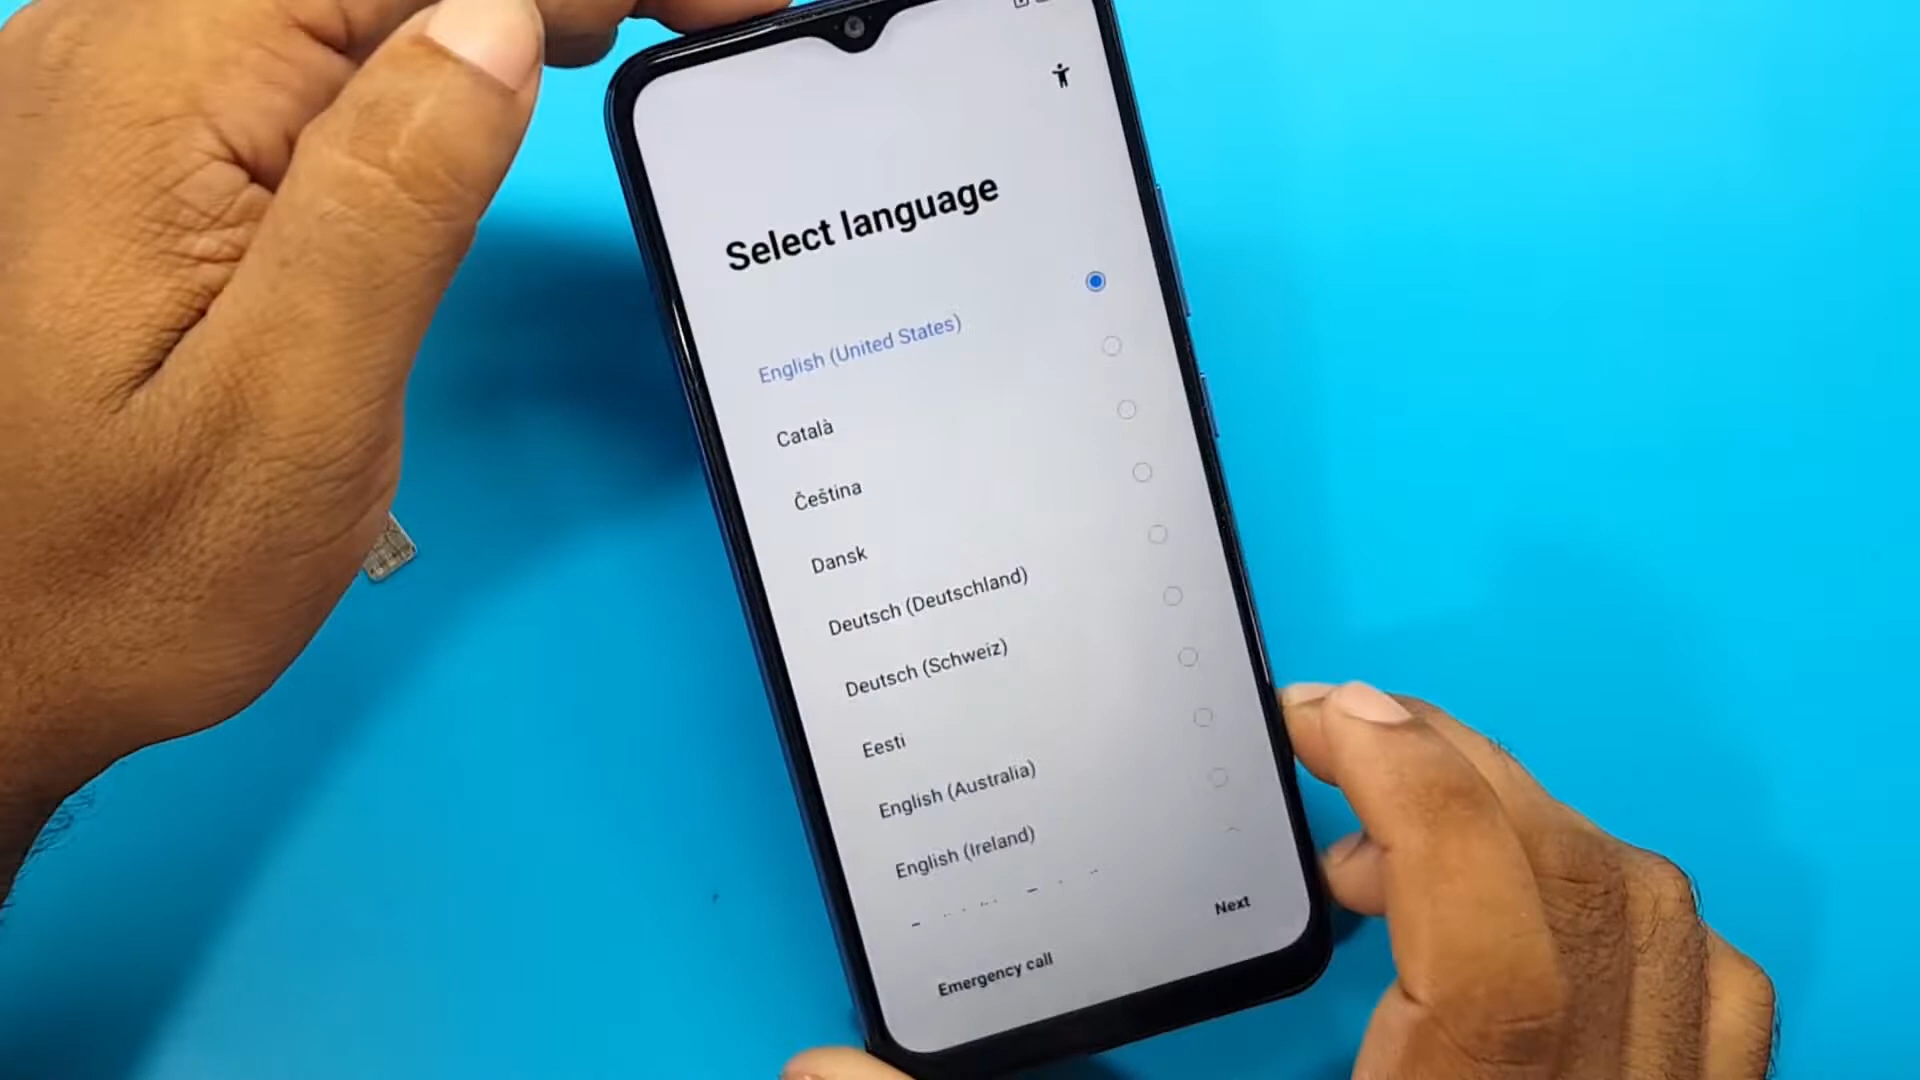 Select language
English (United States)
Català
Čeština
Dansk
Deutsch (Deutschland)
Deutsch (Schweiz)
Eesti
English (Australia)
English (Ireland)
Next
Emergency call